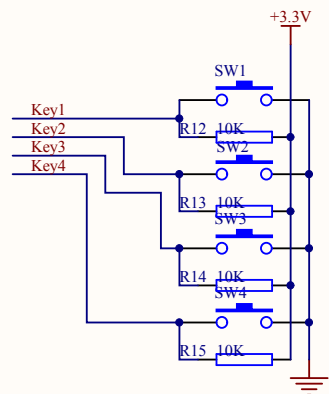 +3.3V
SW1
Key1
Key2
Key3
Key4
R12 10K
SW2
R13 10K
SW3
R14 10K
SW4
R15 10K